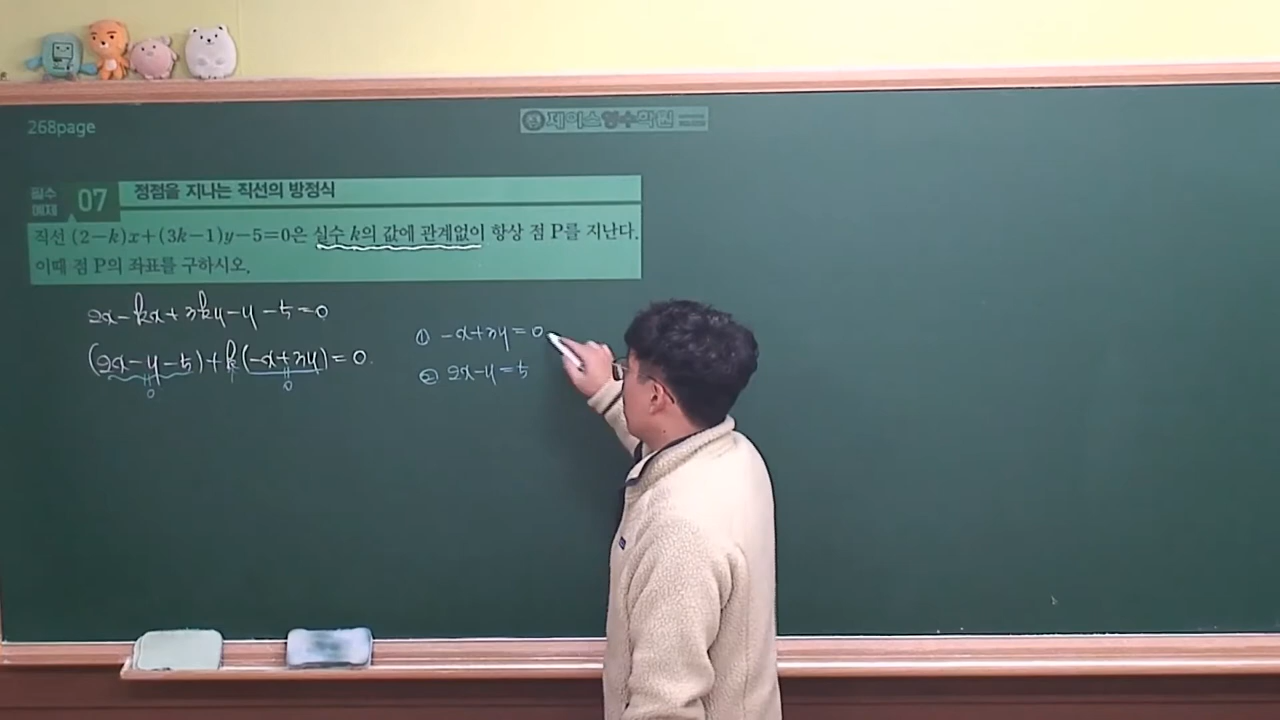 268page
제이스영수학원
필수 예제 07 정점을 지나는 직선의 방정식
직선 (2-k)x+(3k-1)y-5=0은 실수 k의 값에 관계없이 항상 점 P를 지난다.
이때 점 P의 좌표를 구하시오.
2x-kx+3ky-y-5=0
(2x-y-5)+k(-x+3y)=0.
0 0
① -x+3y=0
② 2x-y=5